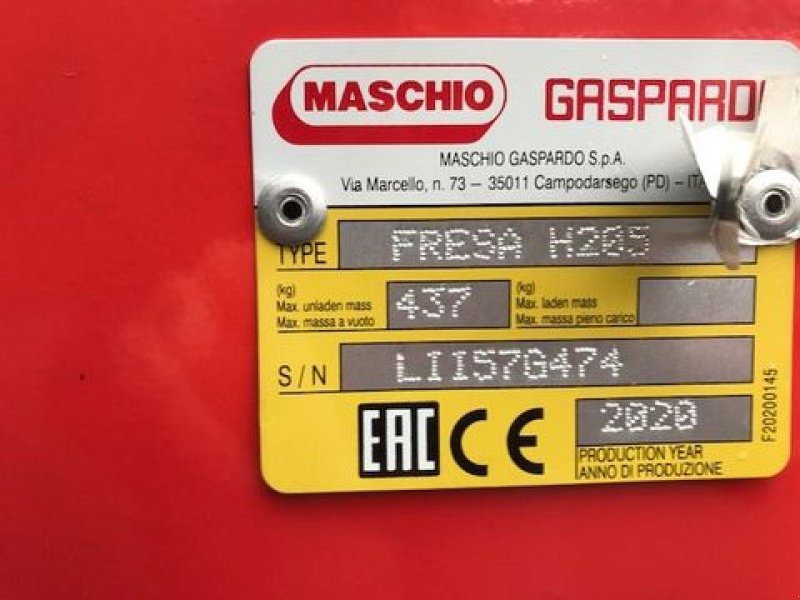 MASCHIO GASPARDO
MASCHIO GASPARDO S.p.A.
Via Marcello, n. 73 – 35011 Campodarsego (PD) –
TYPE FRESA H205
(kg)
Max. unladen mass
Max. massa a vuoto
437
(kg)
Max. laden mass
Max. massa pieno carico
S/N LII57G474
EAC CE
2020
PRODUCTION YEAR
ANNO DI PRODUZIONE
F20200145